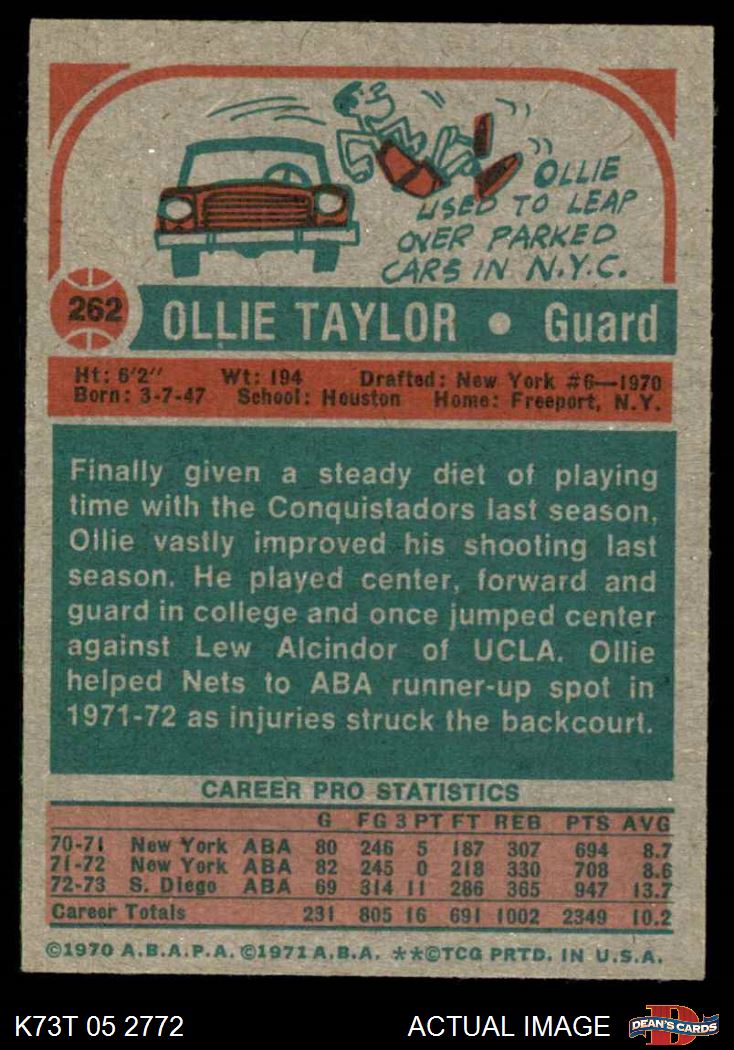 OLLIE
USED TO LEAP
OVER PARKED
CARS IN N.Y.C.
262
OLLIE TAYLOR • Guard
Ht: 6'2" Wt: 194 Drafted: New York #6—1970
Born: 3-7-47 School: Houston Home: Freeport, N.Y.
Finally given a steady diet of playing
time with the Conquistadors last season,
Ollie vastly improved his shooting last
season. He played center, forward and
guard in college and once jumped center
against Lew Alcindor of UCLA. Ollie
helped Nets to ABA runner-up spot in
1971-72 as injuries struck the backcourt.
CAREER PRO STATISTICS
G FG 3 PT FT REB PTS AVG
70-71 New York ABA 80 246 5 187 307 694 8.7
71-72 New York ABA 82 245 0 218 330 708 8.6
72-73 S. Diego ABA 69 314 11 286 365 947 13.7
Career Totals 231 805 16 691 1002 2349 10.2
©1970 A.B.A.P.A. ©1971 A.B.A. **©TCG PRTD. IN U.S.A.
K73T 05 2772 ACTUAL IMAGE DEAN'S CARDS